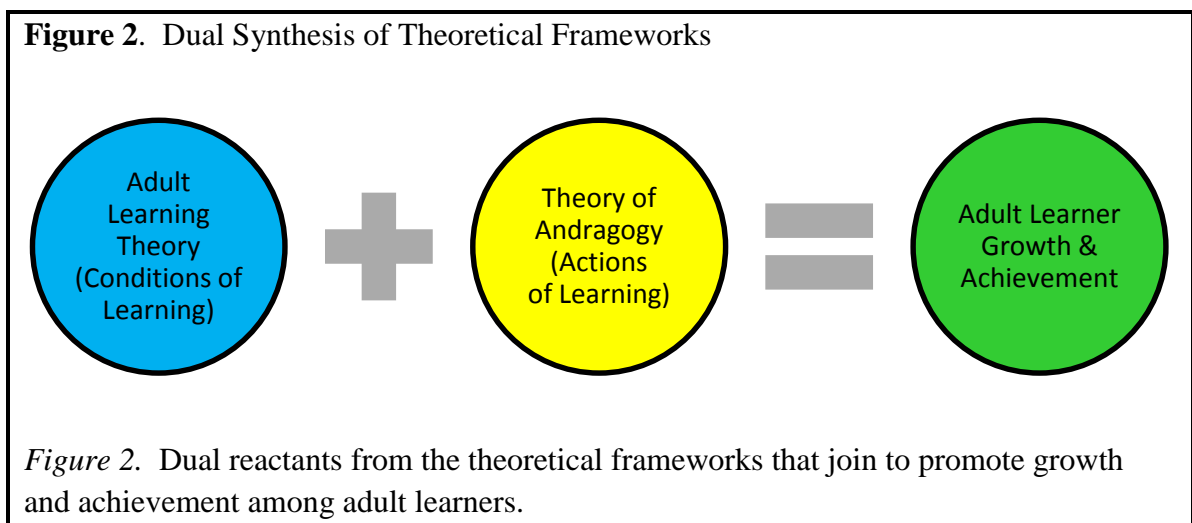 Figure 2.  Dual Synthesis of Theoretical Frameworks
Adult
Learning
Theory
(Conditions of
Learning)
Theory of
Andragogy
(Actions
of Learning)
Adult Learner
Growth &
Achievement
Figure 2.  Dual reactants from the theoretical frameworks that join to promote growth
and achievement among adult learners.